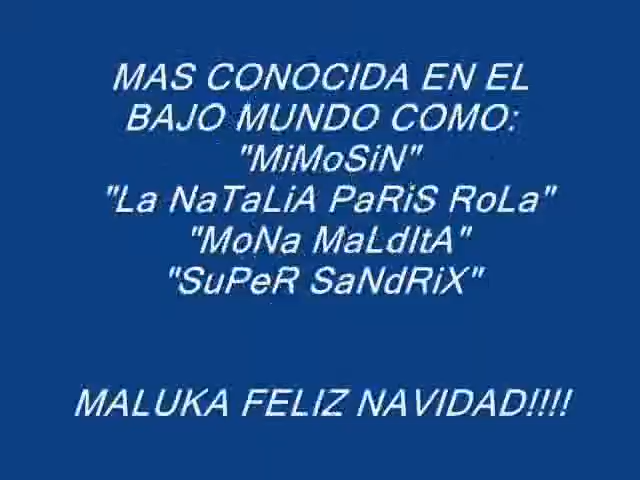 MAS CONOCIDA EN EL
BAJO MUNDO COMO:
"MiMoSiN"
"La NaTaLiA PaRiS RoLa"
"MoNa MaLdItA"
"SuPeR SaNdRiX"
MALUKA FELIZ NAVIDAD!!!!